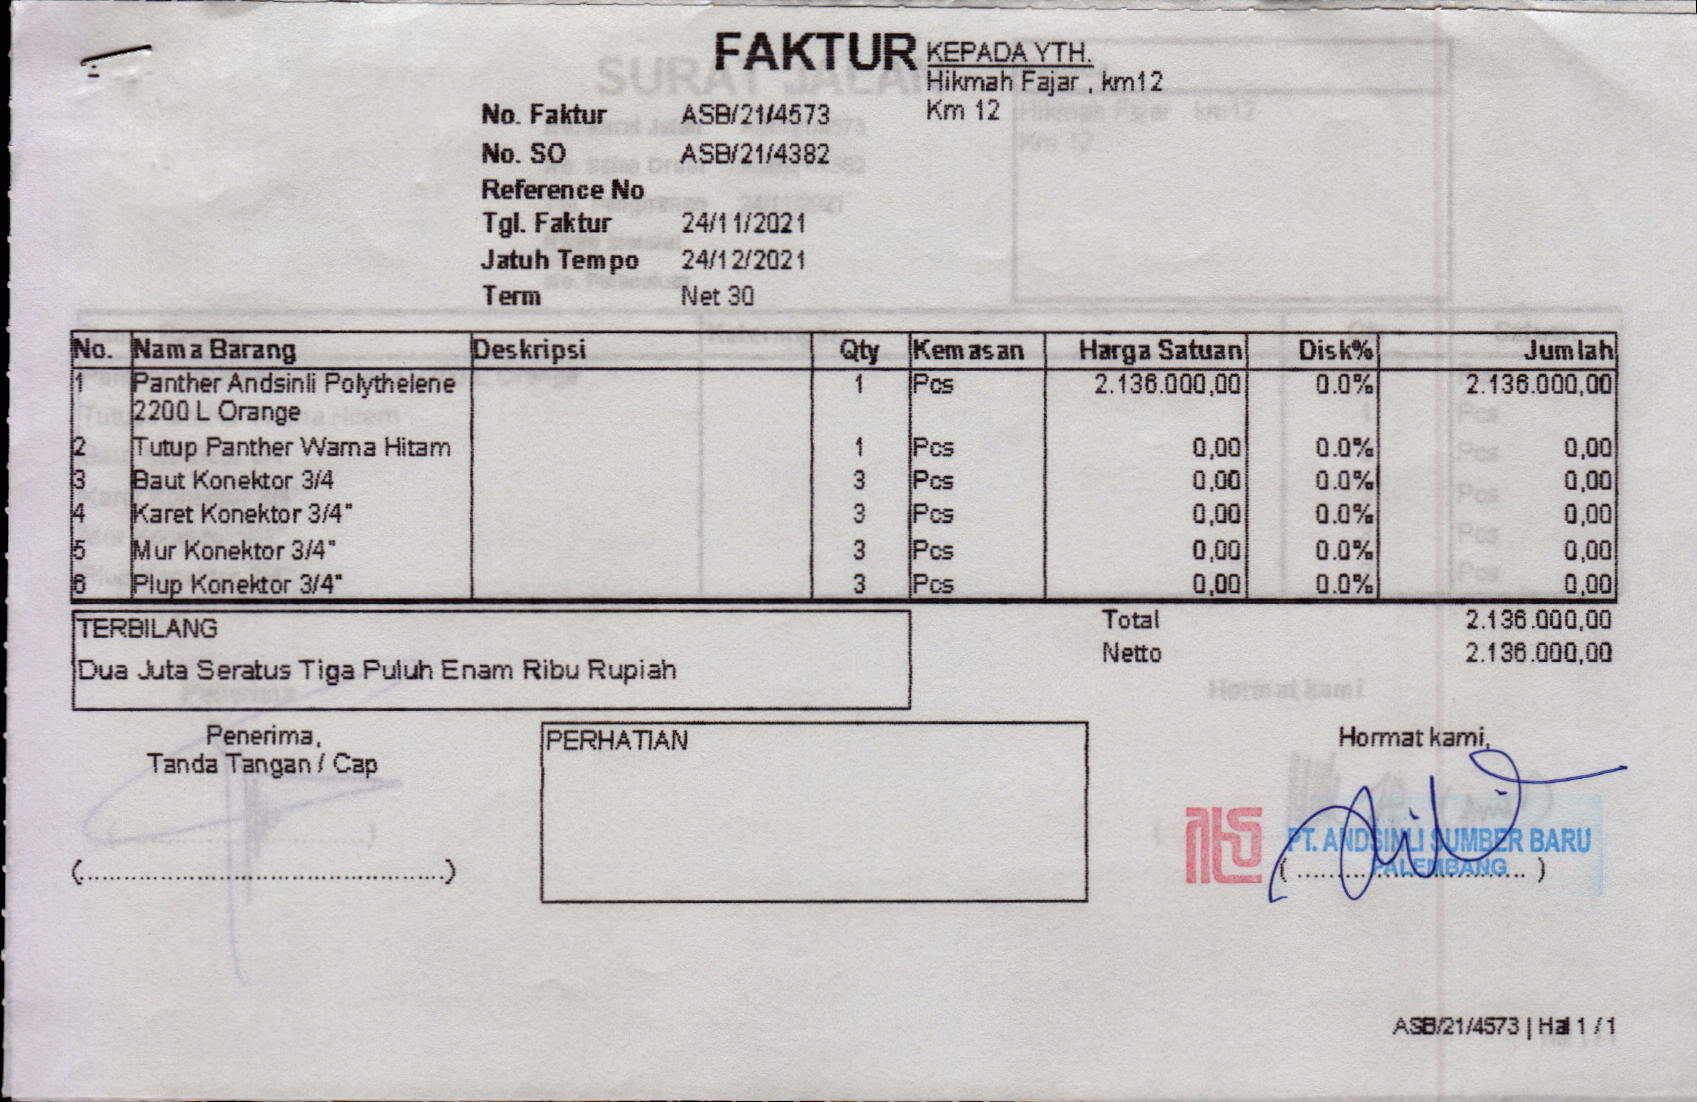 FAKTUR
KEPADA YTH.
Hikmah Fajar , km12
Km 12
No. Faktur ASB/21/4573
No. SO ASB/21/4382
Reference No
Tgl. Faktur 24/11/2021
Jatuh Tempo 24/12/2021
Term Net 30
No. Nama Barang Deskripsi Qty Kemasan Harga Satuan Disk% Jumlah
1 Panther Andsinli Polythelene 1 Pcs 2.136.000,00 0.0% 2.136.000,00
2200 L Orange
2 Tutup Panther Warna Hitam 1 Pcs 0,00 0.0% 0,00
3 Baut Konektor 3/4 3 Pcs 0,00 0.0% 0,00
4 Karet Konektor 3/4" 3 Pcs 0,00 0.0% 0,00
5 Mur Konektor 3/4" 3 Pcs 0,00 0.0% 0,00
6 Plup Konektor 3/4" 3 Pcs 0,00 0.0% 0,00
TERBILANG
Dua Juta Seratus Tiga Puluh Enam Ribu Rupiah
Total 2.136.000,00
Netto 2.136.000,00
Penerima,
Tanda Tangan / Cap
(................................................)
PERHATIAN
Hormat kami,
PT. ANDSINLI SUMBER BARU
PALEMBANG
( .................................. )
ASB/21/4573 | Hal 1 / 1